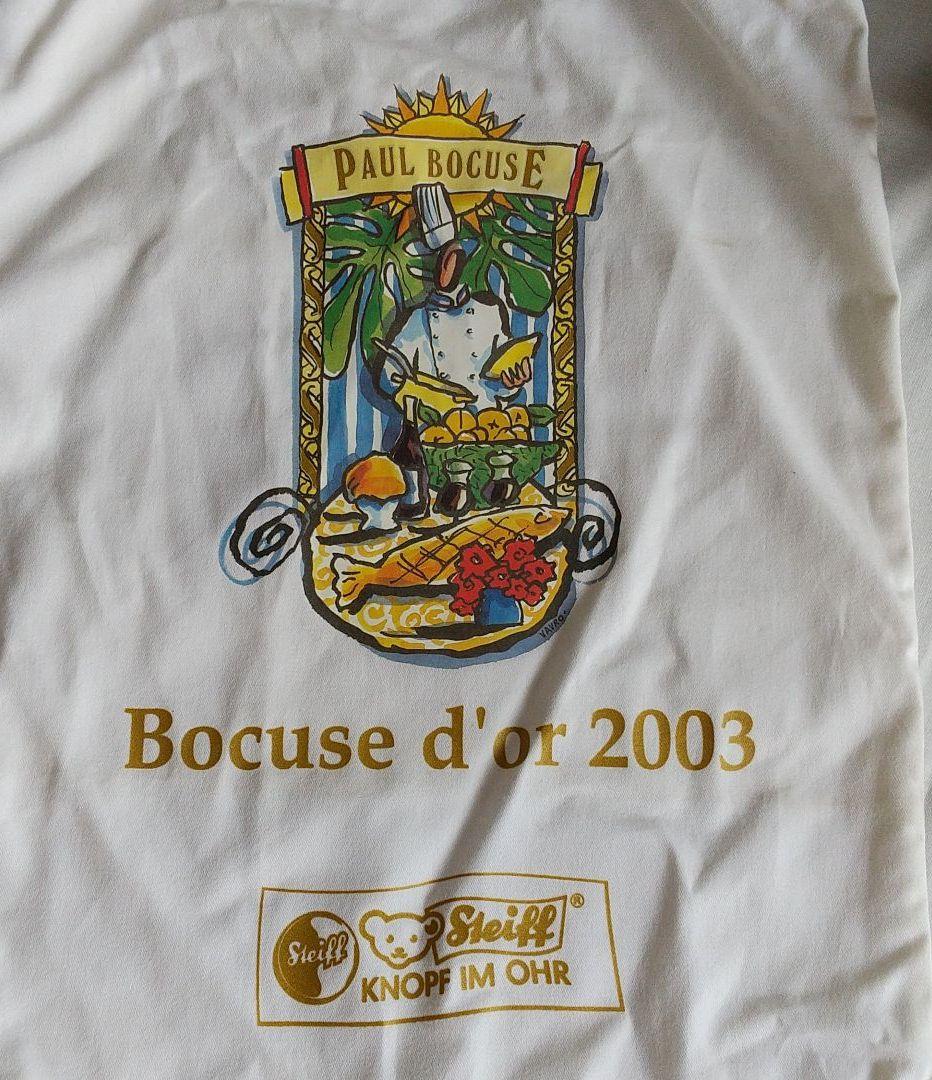 PAUL BOCUSE
VAVRO
Bocuse d'or 2003
Steiff
Steiff®
KNOPF IM OHR